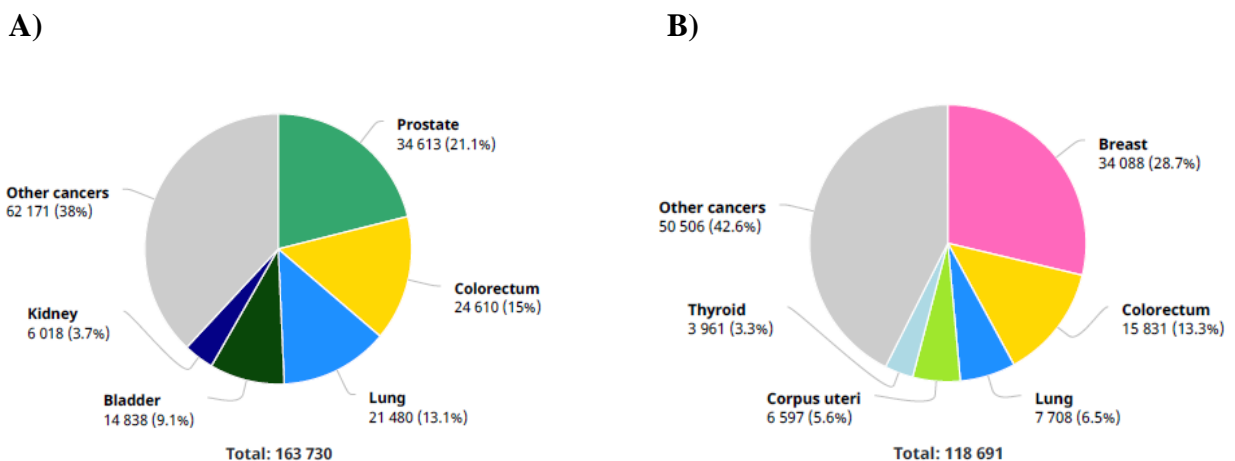 A)
Prostate
34 613 (21.1%)
Other cancers
62 171 (38%)
Colorectum
24 610 (15%)
Kidney
6 018 (3.7%)
Bladder
14 838 (9.1%)
Lung
21 480 (13.1%)
Total: 163 730
B)
Breast
34 088 (28.7%)
Other cancers
50 506 (42.6%)
Thyroid
3 961 (3.3%)
Colorectum
15 831 (13.3%)
Corpus uteri
6 597 (5.6%)
Lung
7 708 (6.5%)
Total: 118 691